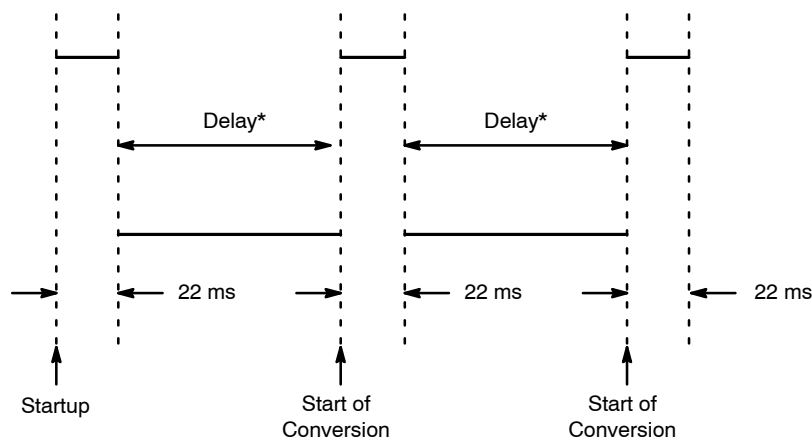 Delay*
Delay*
22 ms
22 ms
22 ms
Startup
Start of
Conversion
Start of
Conversion